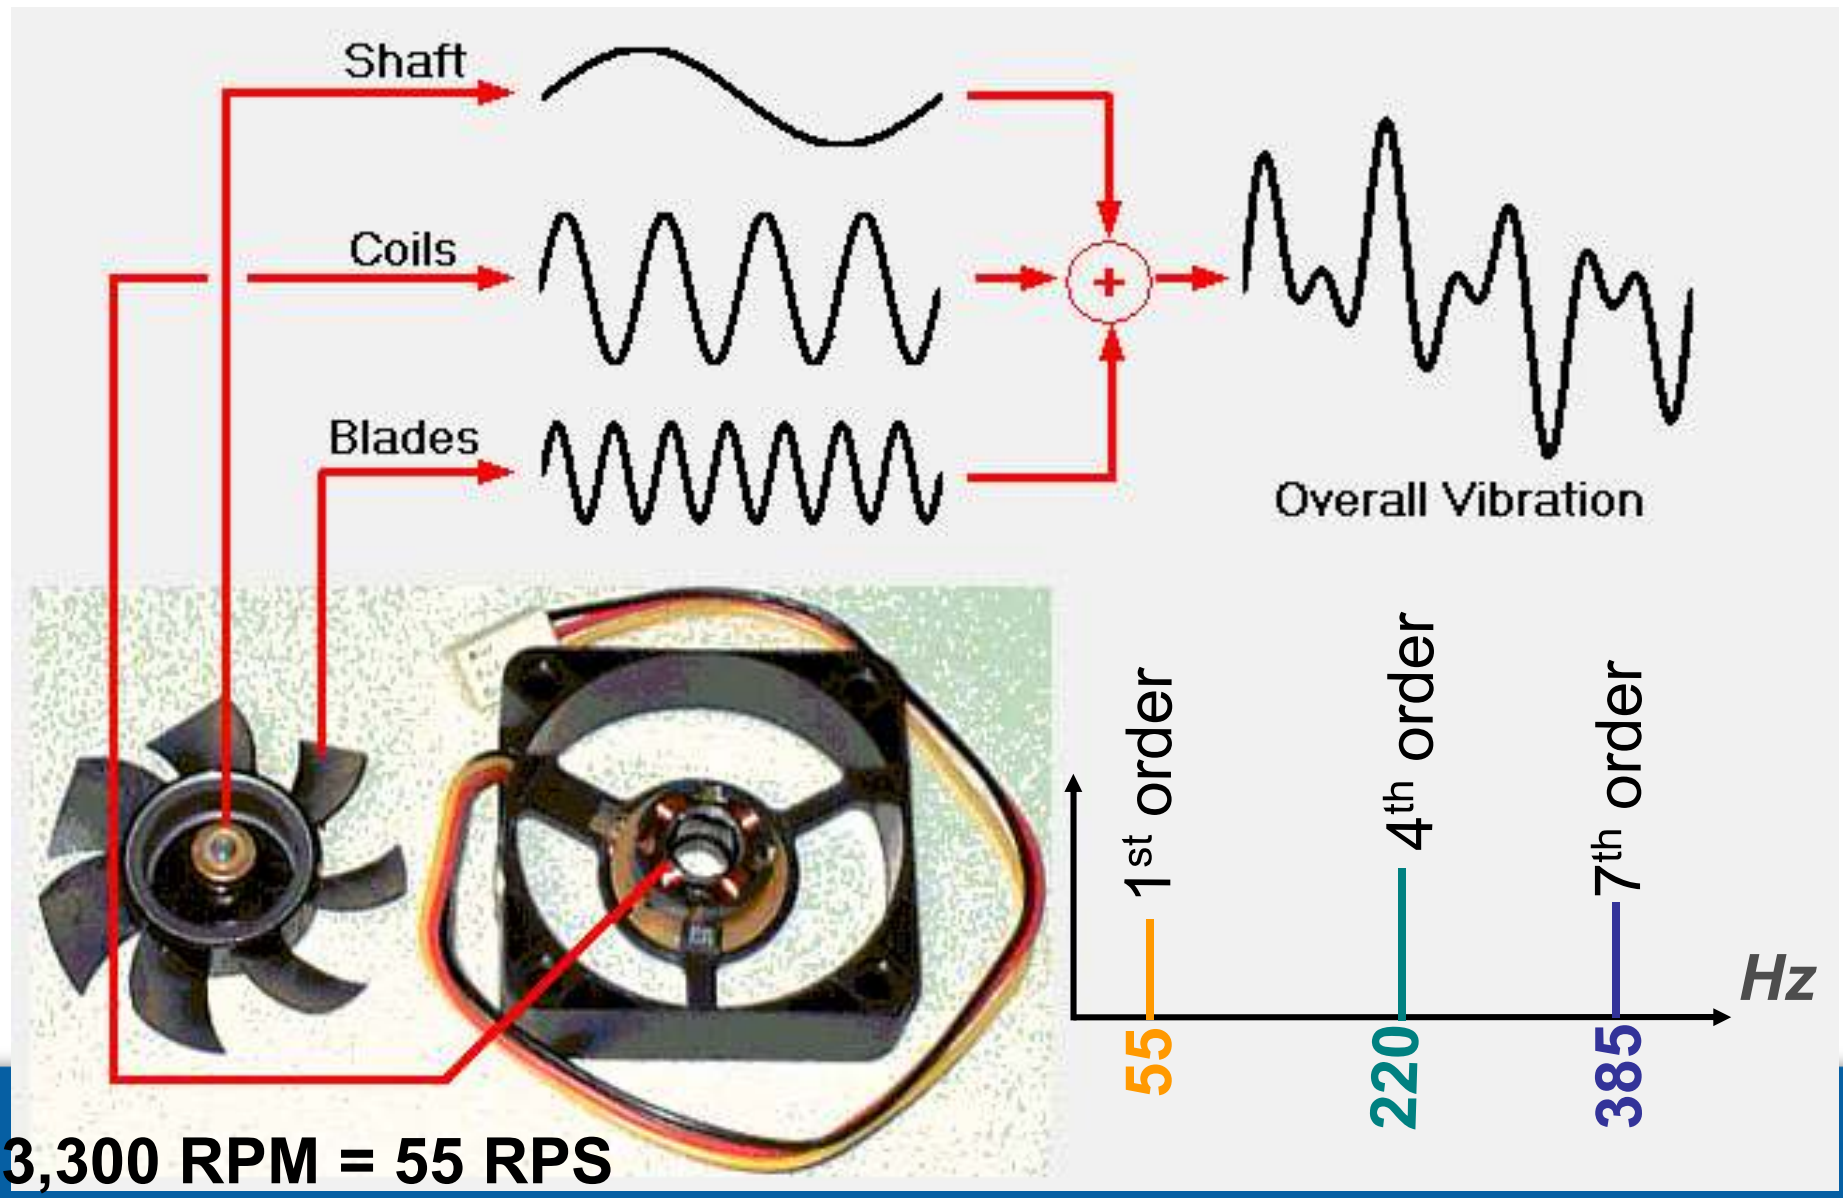 Shaft
Coils
Blades
+
Overall Vibration
1st order
4th order
7th order
Hz
55
220
385
3,300 RPM = 55 RPS